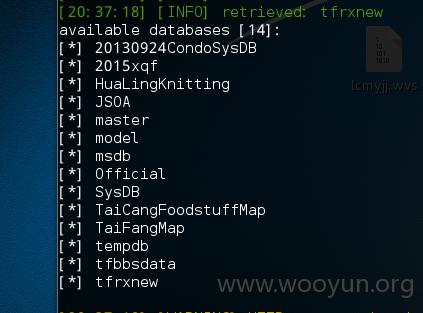 [20:37:18] [INFO] retrieved: tfrxnew
available databases [14]:
[*] 20130924CondoSysDB
[*] 2015xqf
[*] HuaLingKnitting
[*] JSOA
[*] master
[*] model
[*] msdb
[*] Official
[*] SysDB
[*] TaiCangFoodstuffMap
[*] TaiFangMap
[*] tempdb
[*] tfbbsdata
[*] tfrxnew
lcmyjj.wvs
www.wooyun.org